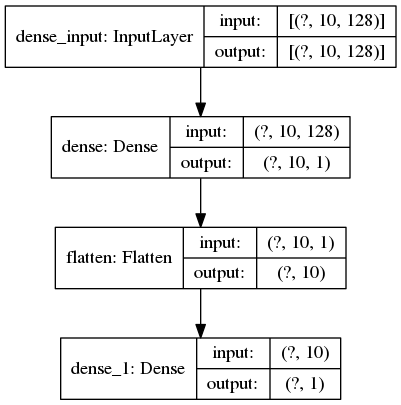 dense_input: InputLayer
input: [(?, 10, 128)]
output: [(?, 10, 128)]
dense: Dense
input: (?, 10, 128)
output: (?, 10, 1)
flatten: Flatten
input: (?, 10, 1)
output: (?, 10)
dense_1: Dense
input: (?, 10)
output: (?, 1)